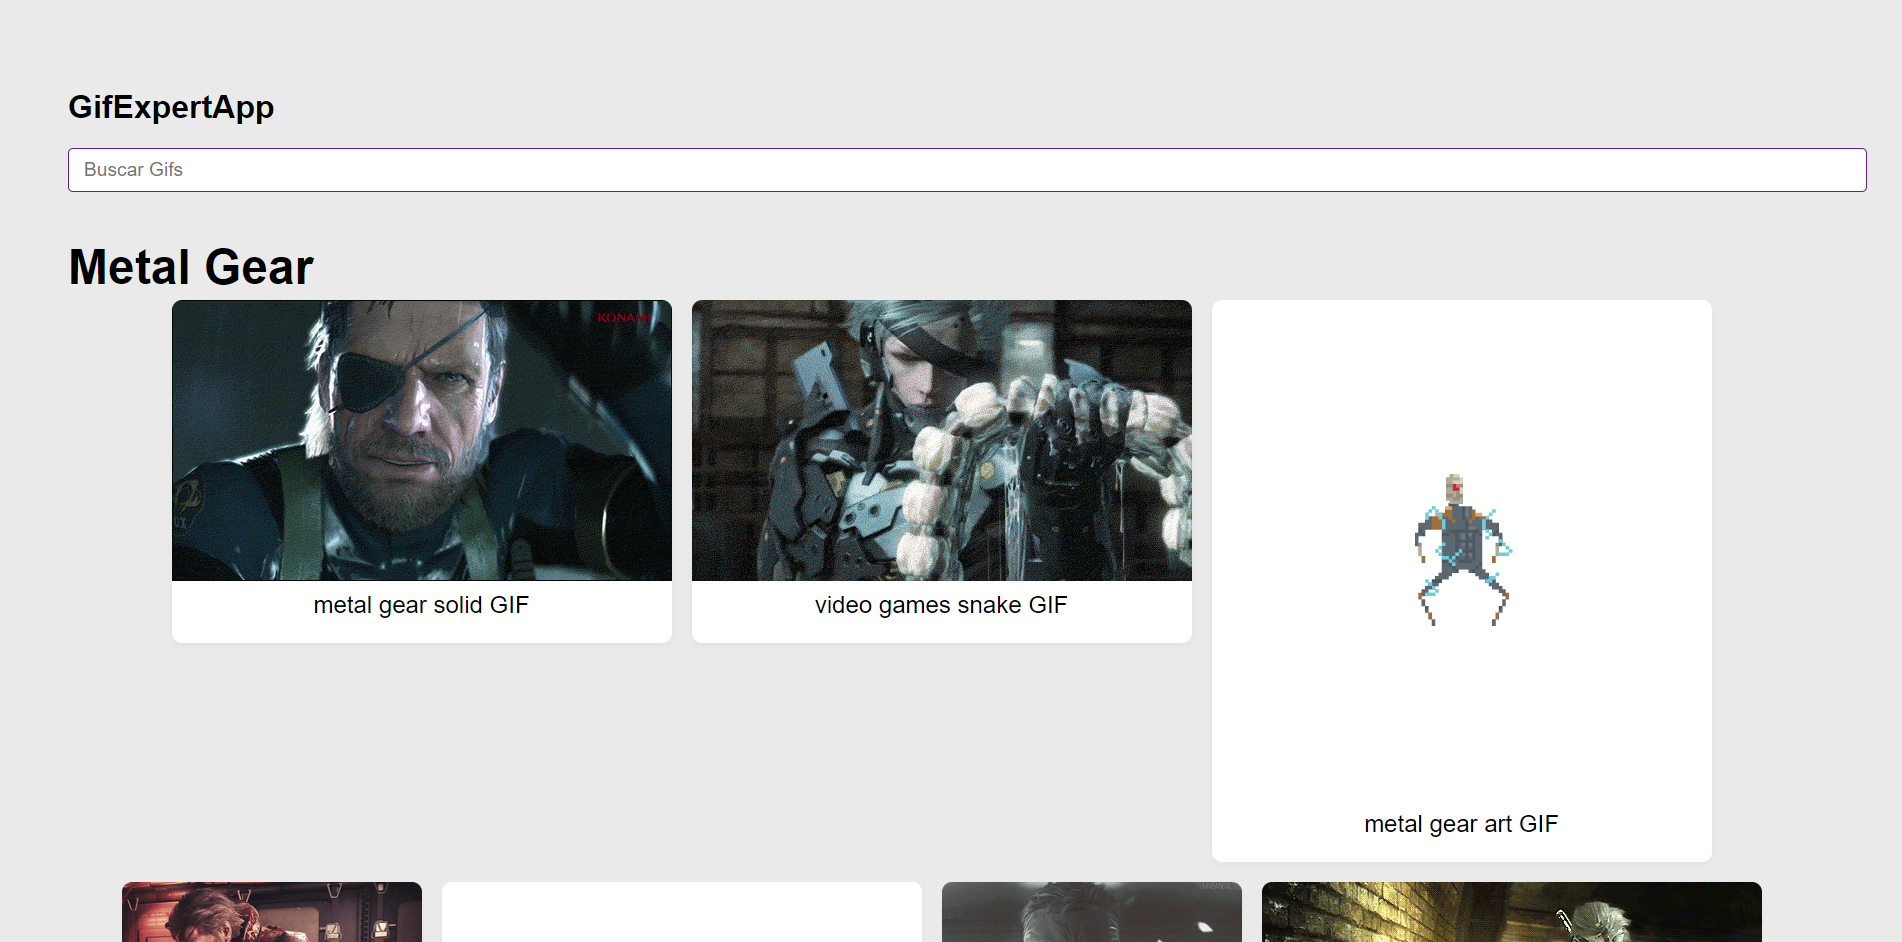 GifExpertApp
Buscar Gifs
Metal Gear
KONAMI
metal gear solid GIF
video games snake GIF
metal gear art GIF